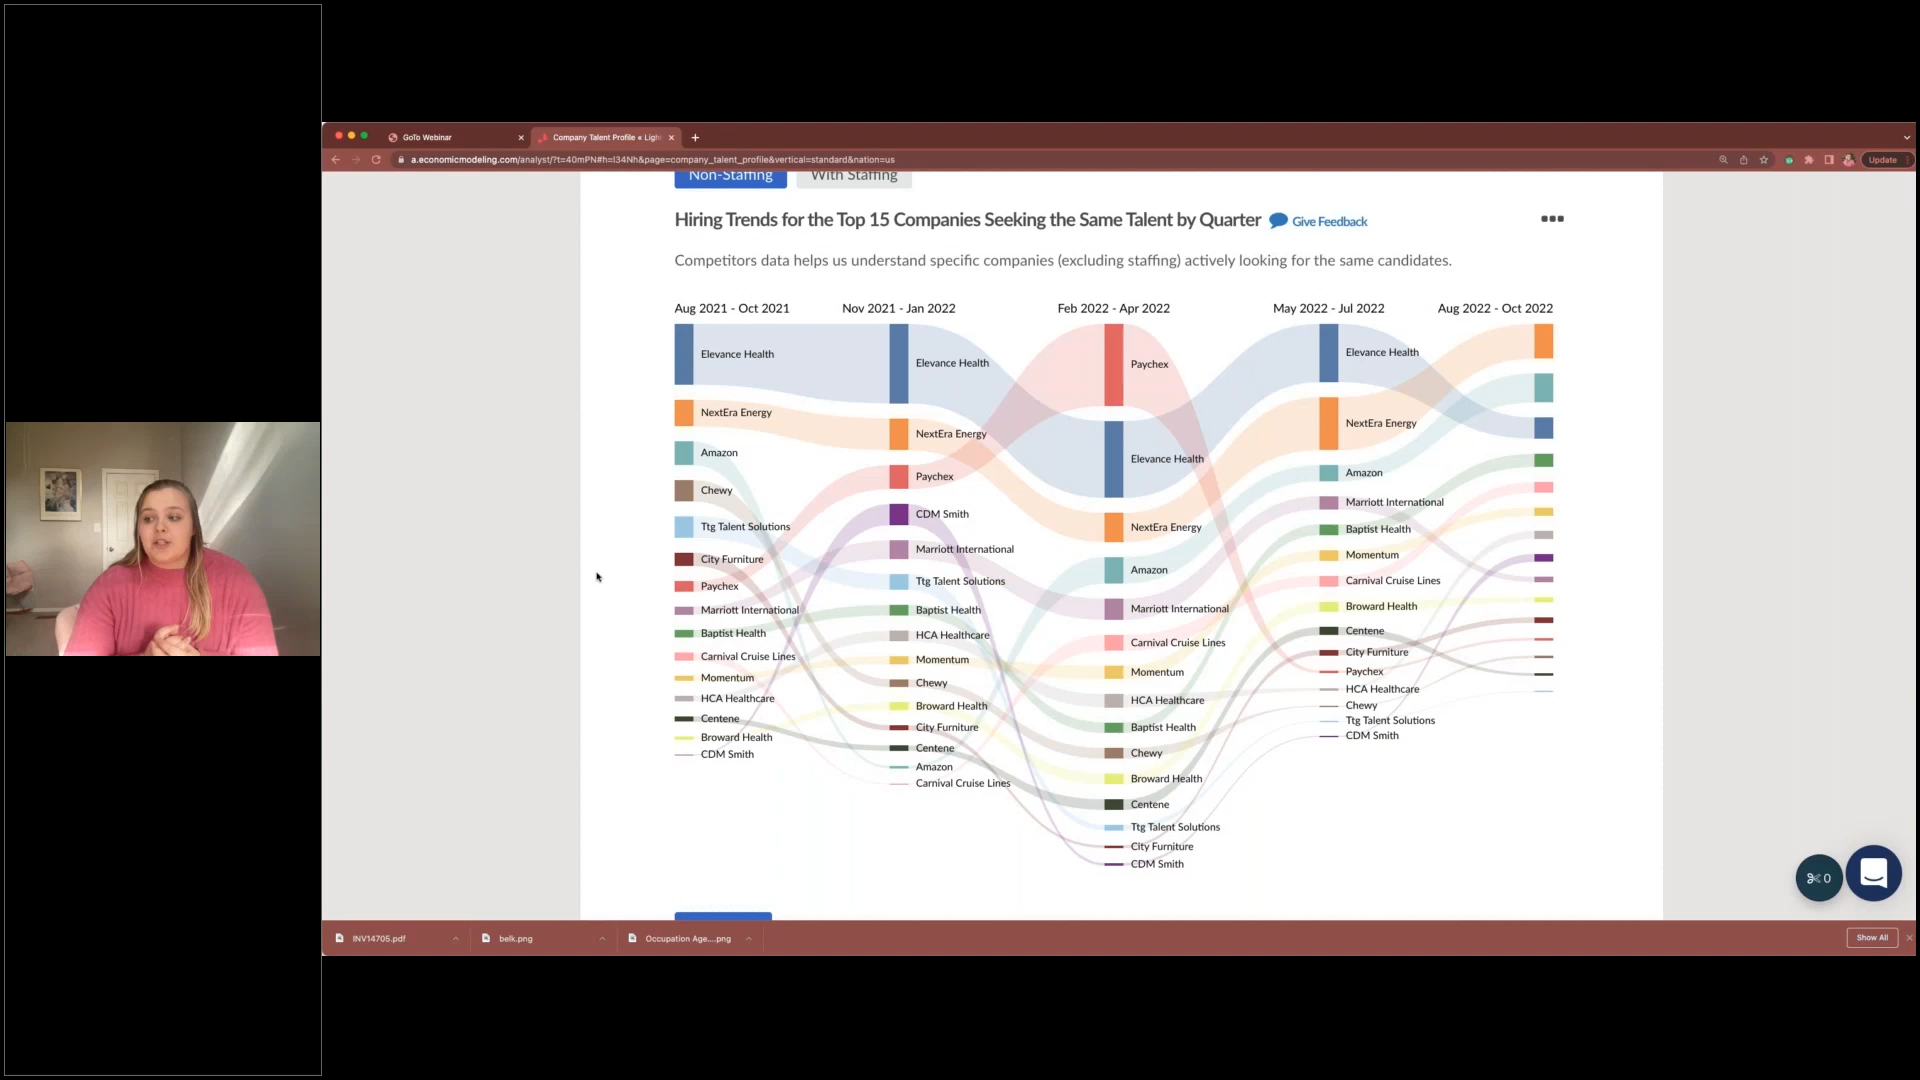 GoTo Webinar
Company Talent Profile « Ligh
a.economicmodeling.com/analyst/?t=40mPN#h=I34Nh&page=company_talent_profile&vertical=standard&nation=us
Update
Non-Staffing
With Staffing
Hiring Trends for the Top 15 Companies Seeking the Same Talent by Quarter
Give Feedback
Competitors data helps us understand specific companies (excluding staffing) actively looking for the same candidates.
Aug 2021 - Oct 2021
Nov 2021 - Jan 2022
Feb 2022 - Apr 2022
May 2022 - Jul 2022
Aug 2022 - Oct 2022
Elevance Health
NextEra Energy
Amazon
Chewy
Ttg Talent Solutions
City Furniture
Paychex
Marriott International
Baptist Health
Carnival Cruise Lines
Momentum
HCA Healthcare
Centene
Broward Health
CDM Smith
Elevance Health
NextEra Energy
Paychex
CDM Smith
Marriott International
Ttg Talent Solutions
Baptist Health
HCA Healthcare
Momentum
Chewy
Broward Health
City Furniture
Centene
Amazon
Carnival Cruise Lines
Paychex
Elevance Health
NextEra Energy
Amazon
Marriott International
Carnival Cruise Lines
Momentum
HCA Healthcare
Baptist Health
Chewy
Broward Health
Centene
Ttg Talent Solutions
City Furniture
CDM Smith
Elevance Health
NextEra Energy
Amazon
Marriott International
Baptist Health
Momentum
Carnival Cruise Lines
Broward Health
Centene
City Furniture
Paychex
HCA Healthcare
Chewy
Ttg Talent Solutions
CDM Smith
0
INV14705.pdf
belk.png
Occupation Age....png
Show All